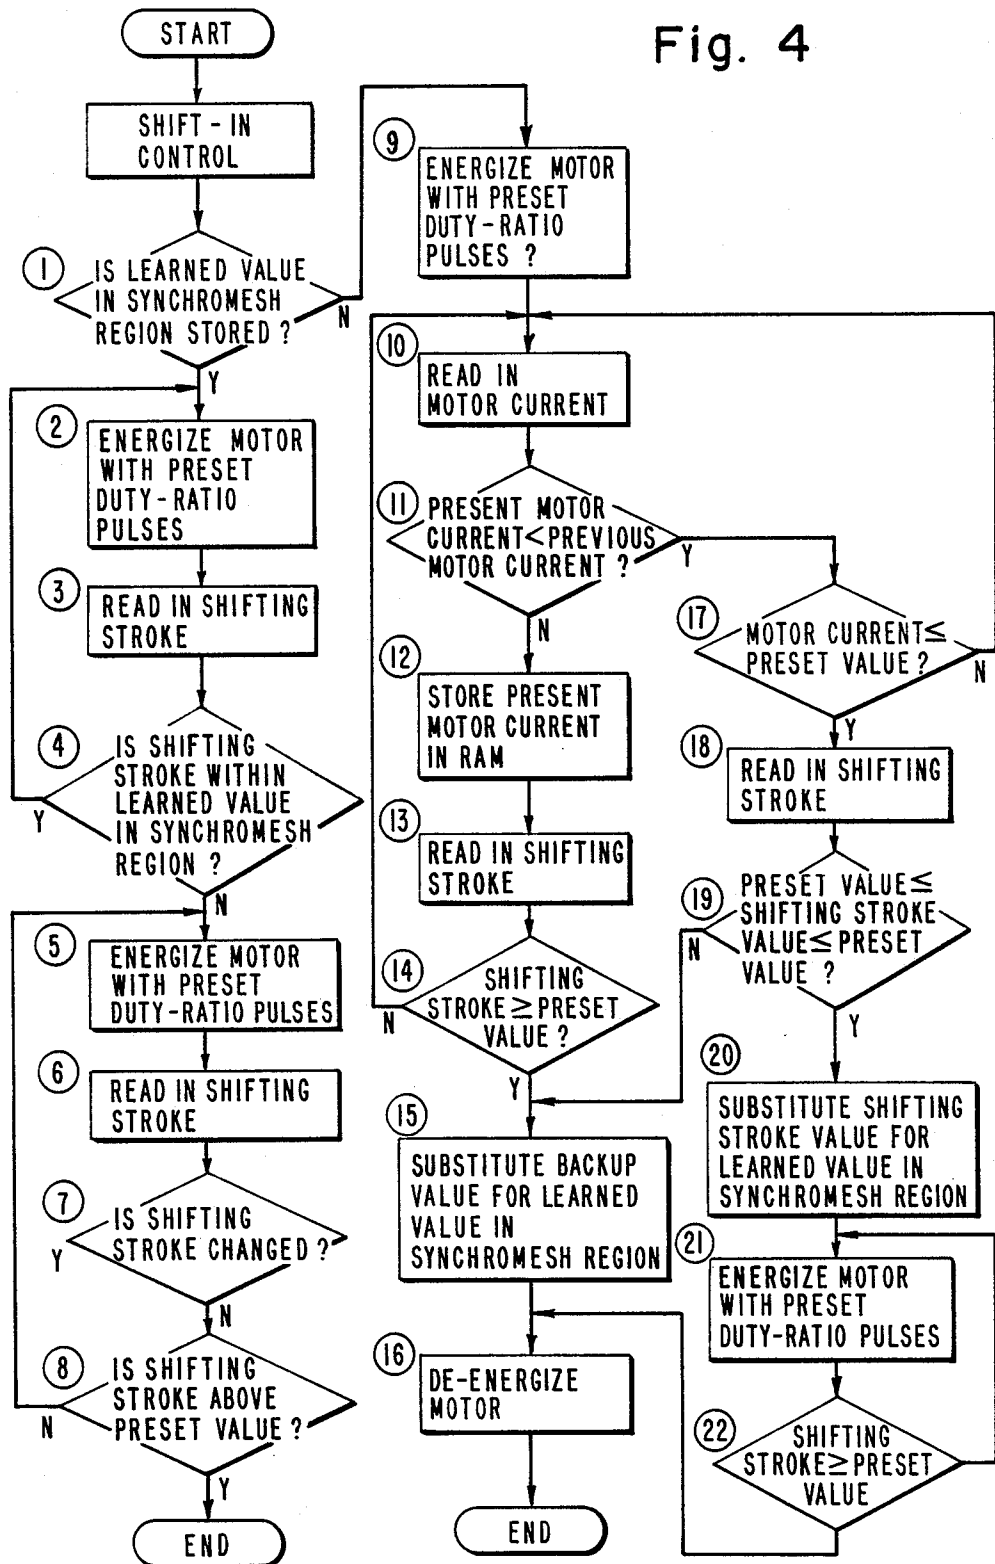 Fig. 4
START
SHIFT-IN
CONTROL
1
IS LEARNED VALUE
IN SYNCHROMESH
REGION STORED ?
N
Y
2
ENERGIZE MOTOR
WITH PRESET
DUTY-RATIO
PULSES
3
READ IN SHIFTING
STROKE
4
IS SHIFTING
STROKE WITHIN
LEARNED VALUE
IN SYNCHROMESH
REGION ?
Y
N
5
ENERGIZE MOTOR
WITH PRESET
DUTY-RATIO PULSES
6
READ IN SHIFTING
STROKE
7
IS SHIFTING
STROKE CHANGED ?
Y
N
8
IS SHIFTING
STROKE ABOVE
PRESET VALUE ?
N
Y
END
9
ENERGIZE MOTOR
WITH PRESET
DUTY-RATIO
PULSES ?
10
READ IN
MOTOR CURRENT
11
PRESENT MOTOR
CURRENT<PREVIOUS
MOTOR CURRENT ?
Y
N
12
STORE PRESENT
MOTOR CURRENT
IN RAM
13
READ IN SHIFTING
STROKE
14
SHIFTING
STROKE≥PRESET
VALUE ?
N
Y
15
SUBSTITUTE BACKUP
VALUE FOR LEARNED
VALUE IN
SYNCHROMESH REGION
16
DE-ENERGIZE
MOTOR
END
17
MOTOR CURRENT≤
PRESET VALUE ?
N
Y
18
READ IN SHIFTING
STROKE
19
PRESET VALUE≤
SHIFTING STROKE
VALUE≤PRESET
VALUE ?
N
Y
20
SUBSTITUTE SHIFTING
STROKE VALUE FOR
LEARNED VALUE IN
SYNCHROMESH REGION
21
ENERGIZE MOTOR
WITH PRESET
DUTY-RATIO PULSES
22
SHIFTING
STROKE≥PRESET
VALUE